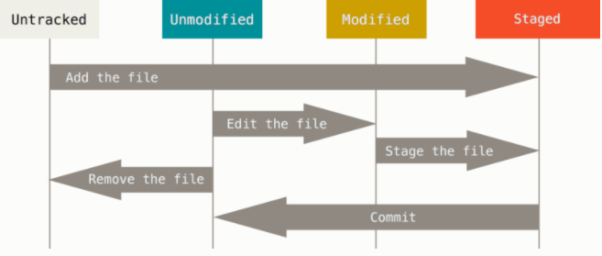 Untracked
Unmodified
Modified
Staged
Add the file
Edit the file
Stage the file
Remove the file
Commit